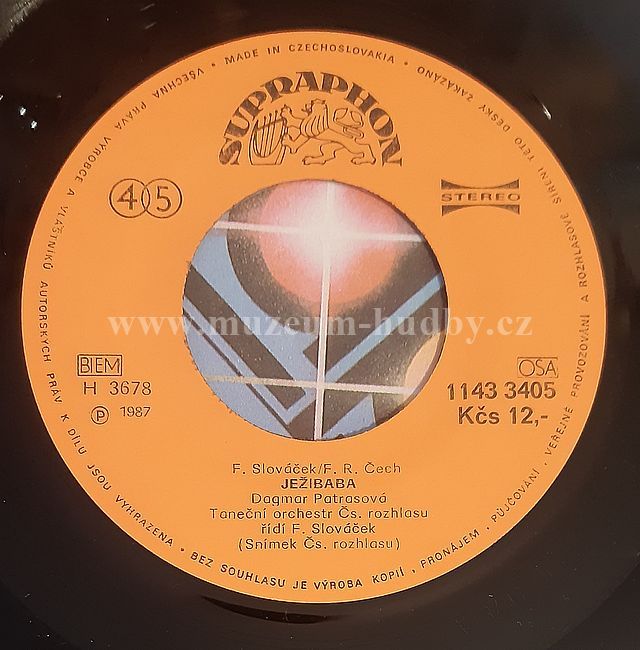 VŠECHNA PRÁVA VÝROBCE A VLASTNÍKŮ AUTORSKÝCH PRÁV K DÍLU JSOU VYHRAZENA • BEZ SOUHLASU JE VÝROBA KOPIÍ, PRONÁJEM, PŮJČOVÁNÍ, VEŘEJNÉ PROVOZOVÁNÍ A ROZHLASOVÉ ŠÍŘENÍ TÉTO DESKY ZAKÁZÁNO • MADE IN CZECHOSLOVAKIA •
SUPRAPHON
45
STEREO
www.muzeum-hudby.cz
BIEM
OSA
H 3678
1143 3405
Ⓟ 1987
Kčs 12,-
F. Slováček/F. R. Čech
JEŽIBABA
Dagmar Patrasová
Taneční orchestr Čs. rozhlasu
řídí F. Slováček
(Snímek Čs. rozhlasu)